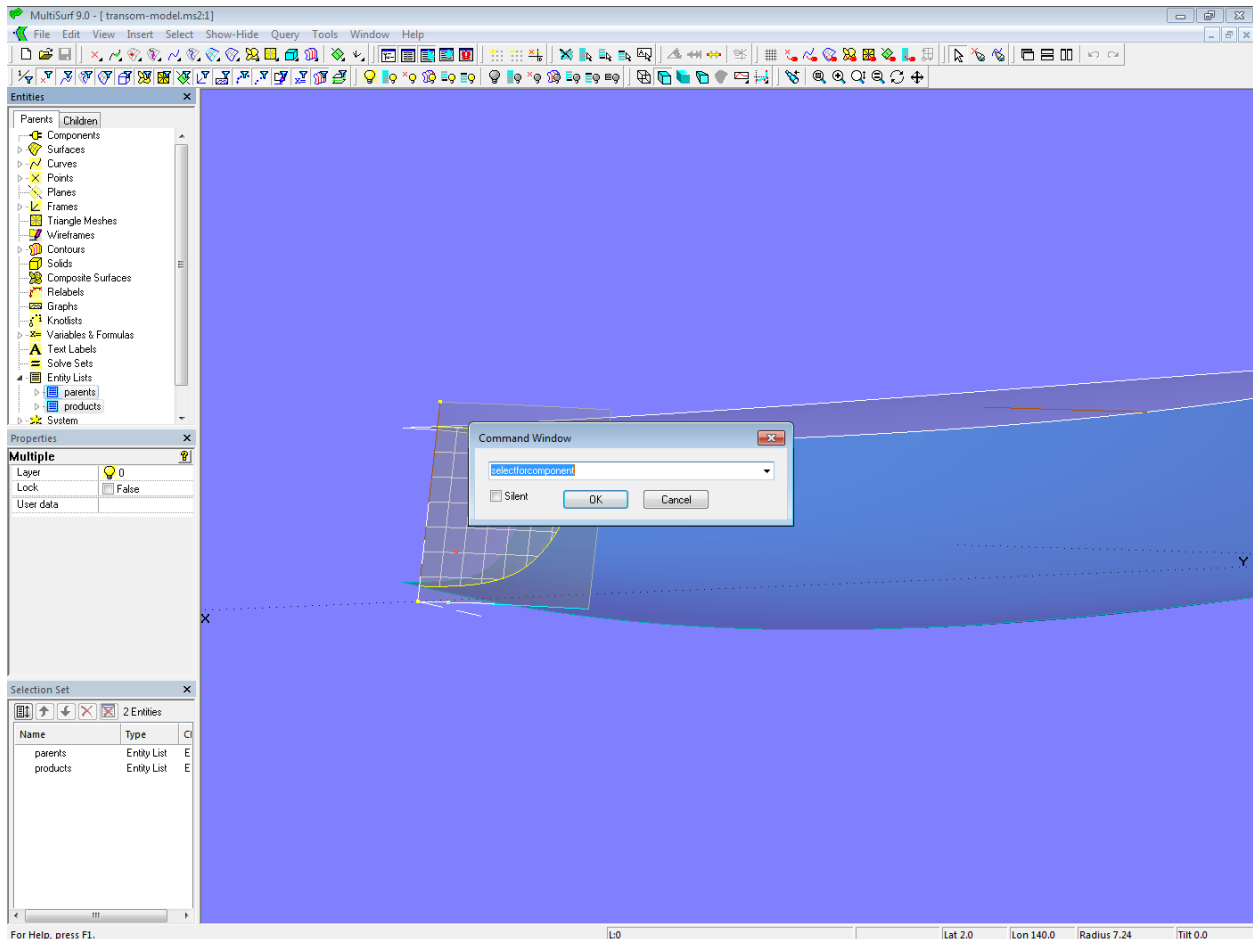 MultiSurf 9.0 - [ transom-model.ms2:1]
File Edit View Insert Select Show-Hide Query Tools Window Help
Entities
Parents Children
Components
Surfaces
Curves
Points
Planes
Frames
Triangle Meshes
Wireframes
Contours
Solids
Composite Surfaces
Relabels
Graphs
Knotlists
Variables & Formulas
Text Labels
Solve Sets
Entity Lists
parents
products
System
Properties
Multiple
Layer 0
Lock False
User data
Selection Set
2 Entities
Name Type Cl
parents Entity List E
products Entity List E
Command Window
selectforcomponent
Silent OK Cancel
X
Y
For Help, press F1. L:0 Lat 2.0 Lon 140.0 Radius 7.24 Tilt 0.0